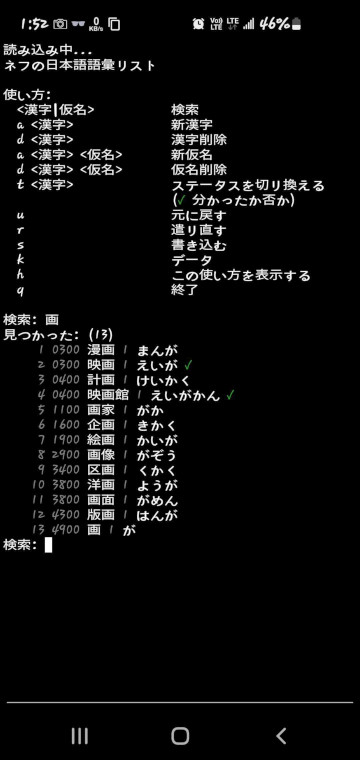 1:52 0 KB/s Vo)) LTE LTE 46%
読み込み中...
ネフの日本語語彙リスト
使い方:
<漢字|仮名> 検索
a <漢字> 新漢字
d <漢字> 漢字削除
a <漢字> <仮名> 新仮名
d <漢字> <仮名> 仮名削除
t <漢字> ステータスを切り換える
(✓ 分かったか否か)
u 元に戻す
r 遣り直す
s 書き込む
k データ
h この使い方を表示する
q 終了
検索: 画
見つかった: (13)
1 0300 漫画 | まんが
2 0300 映画 | えいが ✓
3 0400 計画 | けいかく
4 0400 映画館 | えいがかん ✓
5 1100 画家 | がか
6 1600 企画 | きかく
7 1900 絵画 | かいが
8 2900 画像 | がぞう
9 3400 区画 | くかく
10 3800 洋画 | ようが
11 3800 画面 | がめん
12 4300 版画 | はんが
13 4900 画 | が
検索: